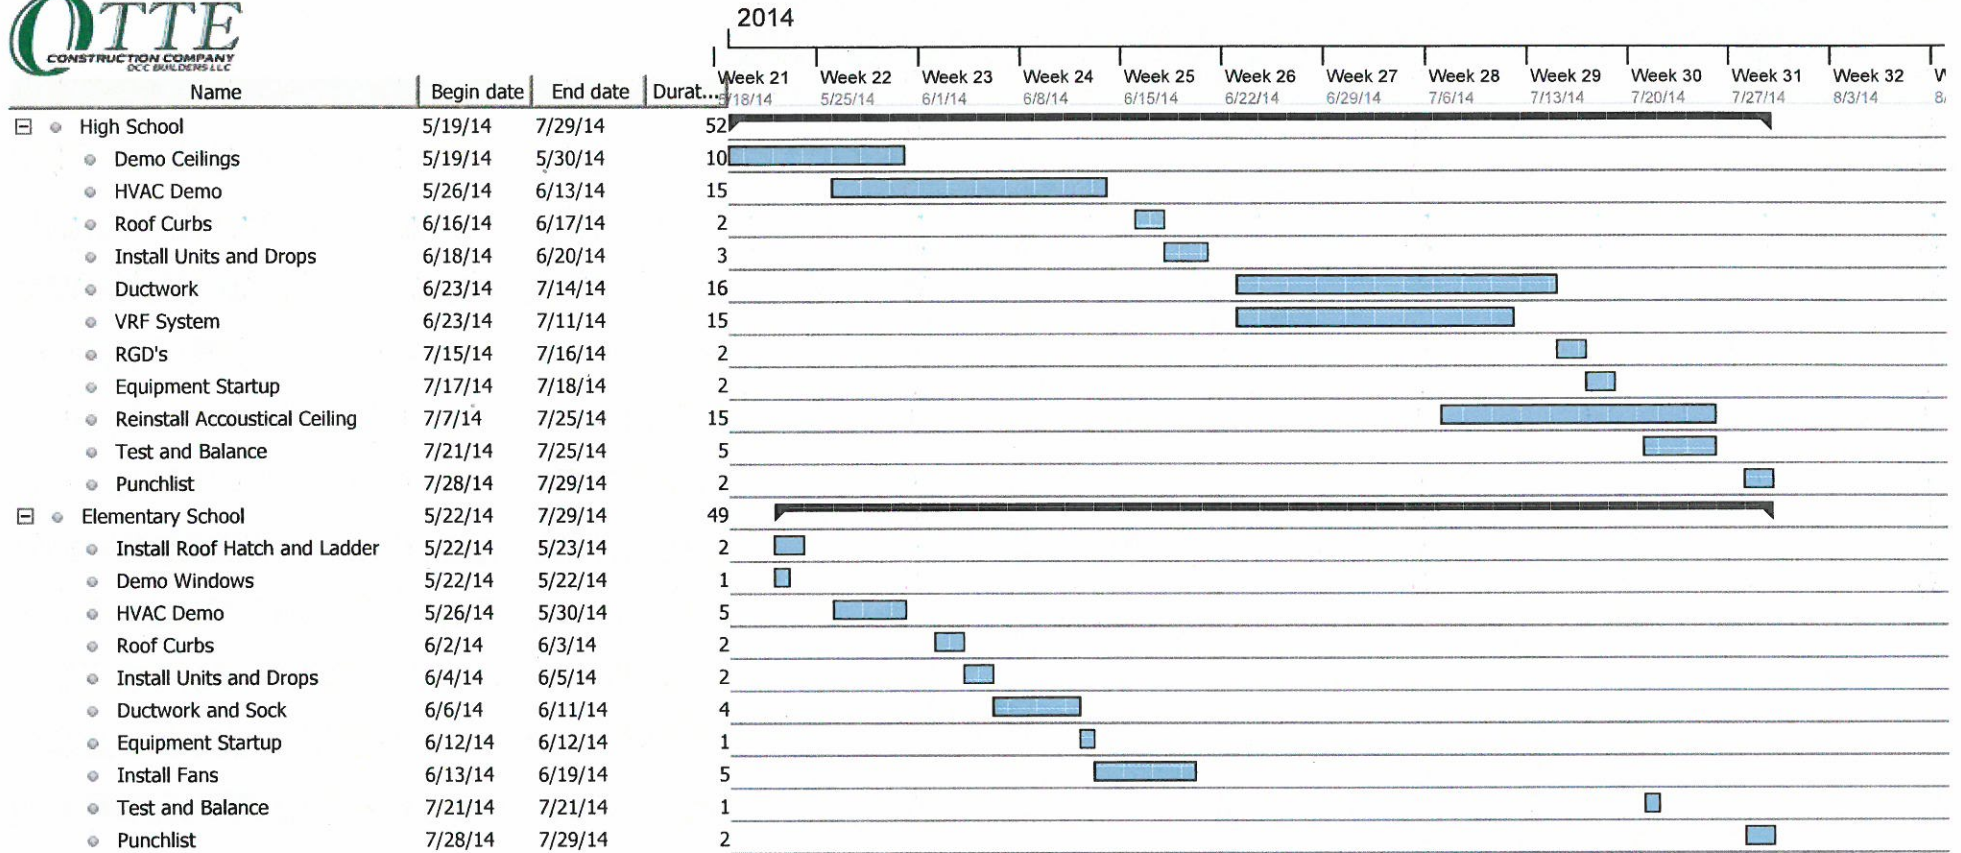 OTTE
CONSTRUCTION COMPANY
OCC BUILDERS LLC
2014
Name Begin date End date Durat...
Week 21 Week 22 Week 23 Week 24 Week 25 Week 26 Week 27 Week 28 Week 29 Week 30 Week 31 Week 32
5/18/14 5/25/14 6/1/14 6/8/14 6/15/14 6/22/14 6/29/14 7/6/14 7/13/14 7/20/14 7/27/14 8/3/14 8/
High School 5/19/14 7/29/14 52
Demo Ceilings 5/19/14 5/30/14 10
HVAC Demo 5/26/14 6/13/14 15
Roof Curbs 6/16/14 6/17/14 2
Install Units and Drops 6/18/14 6/20/14 3
Ductwork 6/23/14 7/14/14 16
VRF System 6/23/14 7/11/14 15
RGD's 7/15/14 7/16/14 2
Equipment Startup 7/17/14 7/18/14 2
Reinstall Accoustical Ceiling 7/7/14 7/25/14 15
Test and Balance 7/21/14 7/25/14 5
Punchlist 7/28/14 7/29/14 2
Elementary School 5/22/14 7/29/14 49
Install Roof Hatch and Ladder 5/22/14 5/23/14 2
Demo Windows 5/22/14 5/22/14 1
HVAC Demo 5/26/14 5/30/14 5
Roof Curbs 6/2/14 6/3/14 2
Install Units and Drops 6/4/14 6/5/14 2
Ductwork and Sock 6/6/14 6/11/14 4
Equipment Startup 6/12/14 6/12/14 1
Install Fans 6/13/14 6/19/14 5
Test and Balance 7/21/14 7/21/14 1
Punchlist 7/28/14 7/29/14 2